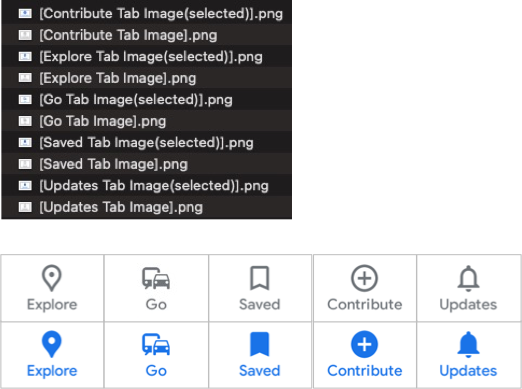 [Contribute Tab Image(selected)].png
[Contribute Tab Image].png
[Explore Tab Image(selected)].png
[Explore Tab Image].png
[Go Tab Image(selected)].png
[Go Tab Image].png
[Saved Tab Image(selected)].png
[Saved Tab Image].png
[Updates Tab Image(selected)].png
[Updates Tab Image].png
Explore Go Saved Contribute Updates
Explore Go Saved Contribute Updates